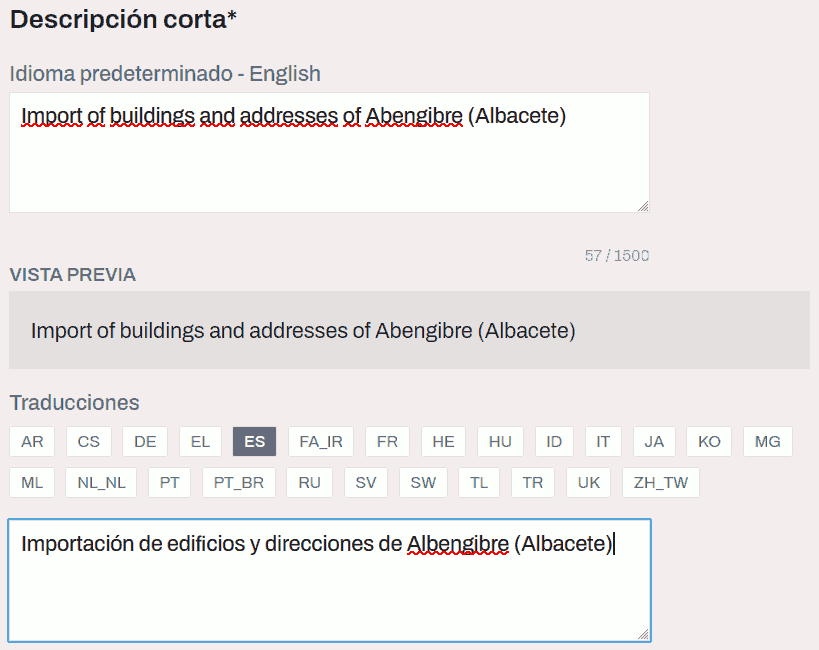 Descripción corta*
Idioma predeterminado - English
Import of buildings and addresses of Abengibre (Albacete)
57 / 1500
VISTA PREVIA
Import of buildings and addresses of Abengibre (Albacete)
Traducciones
AR CS DE EL ES FA_IR FR HE HU ID IT JA KO MG
ML NL_NL PT PT_BR RU SV SW TL TR UK ZH_TW
Importación de edificios y direcciones de Albengibre (Albacete)